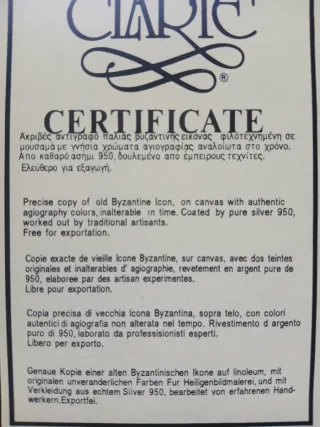 CLARTE
®
CERTIFICATE
Ακριβές αντίγραφο παλιάς βυζαντινής εικόνας φιλοτεχνημένη σε
μουσαμά με γνήσια χρώματα αγιογραφίας αναλοίωτα στο χρόνο.
Απο καθαρό ασήμι 950, δουλεμένο απο έμπειρους τεχνίτες.
Ελεύθερο για εξαγωγή.
Precise copy of old Byzantine Icon, on canvas with authentic
agiography colors, inalterable in time. Coated by pure silver 950,
worked out by traditional artisants.
Free for exportation.
Copie exacte de vieille Icone Byzantine, sur canvas, avec dos teintes
originales et inalterables d' agiographie, revetement en argent pure de
950, elaboree par des artisan experimentes.
Libre pour exportation.
Copia precisa di vecchia Icona Byzantina, sopra telo, con colori
autentici di agiografia non alterata nel tempo. Rivestimento d argento
puro di 950, laborato da professisionisti esperti.
Libero per exporto.
Genaue Kopie einer alten Byzantinischen Ikone auf linoleum, mit
originalen unveranderlichen Farben Fur Heiligenbildmalerei, und mit
Verkleidung aus echtem Silver 950, bearbeitet von erfahrenen Hand-
werkern.Exportfei.